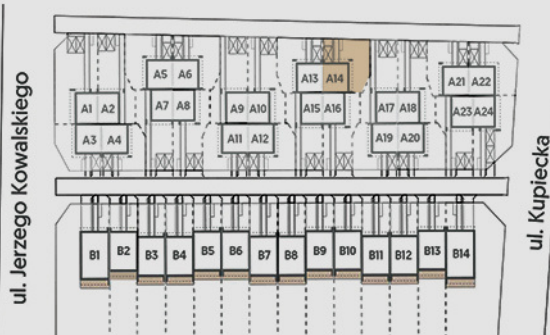 ul. Jerzego Kowalskiego
A5 A6
A13 A14
A21 A22
A1 A2
A7 A8
A9 A10
A15 A16
A17 A18
A23 A24
A3 A4
A11 A12
A19 A20
ul. Kupiecka
B1 B2 B3 B4 B5 B6 B7 B8 B9 B10 B11 B12 B13 B14